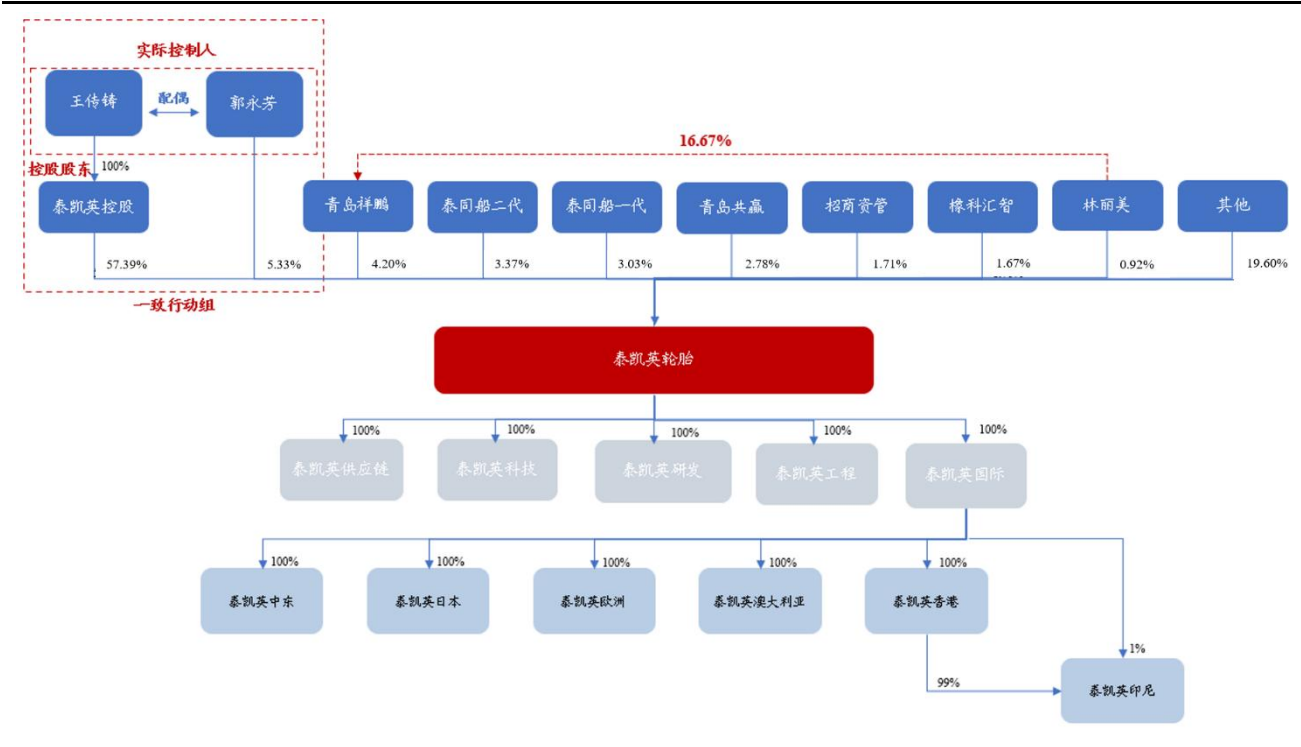 实际控制人
王传铸
配偶
郭永芳
16.67%
控股股东
100%
泰凯英控股
青岛祥鹏
泰同船二代
泰同船一代
青岛共赢
招商资管
橡科汇智
林丽美
其他
57.39%
5.33%
4.20%
3.37%
3.03%
2.78%
1.71%
1.67%
0.92%
19.60%
一致行动组
泰凯英轮胎
100%
100%
100%
100%
100%
泰凯英供应链
泰凯英科技
泰凯英研发
泰凯英工程
泰凯英国际
100%
100%
100%
100%
100%
泰凯英中东
泰凯英日本
泰凯英欧洲
泰凯英澳大利亚
泰凯英香港
1%
99%
泰凯英印尼